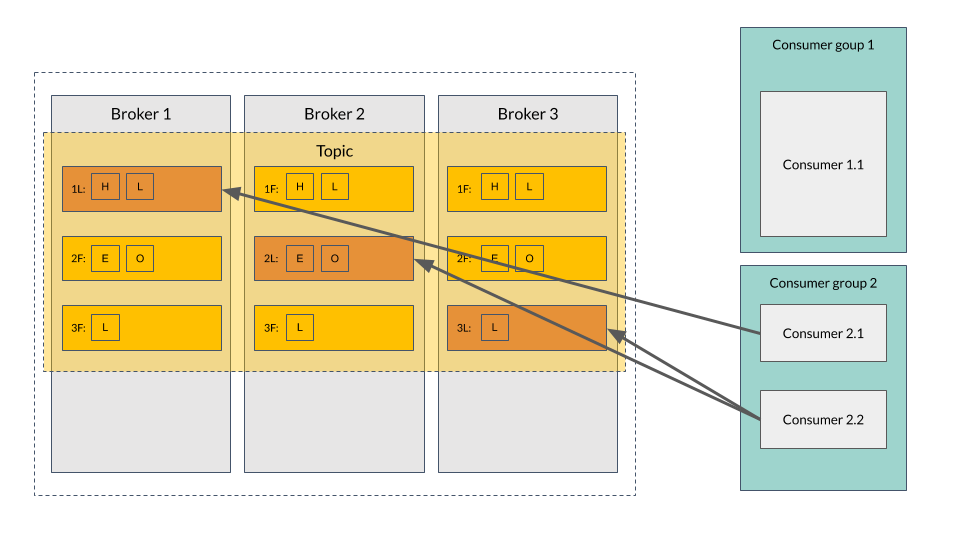 Consumer goup 1
Consumer 1.1
Broker 1
Broker 2
Broker 3
Topic
1L: H L
1F: H L
1F: H L
2F: E O
2L: E O
2F: E O
3F: L
3F: L
3L: L
Consumer group 2
Consumer 2.1
Consumer 2.2